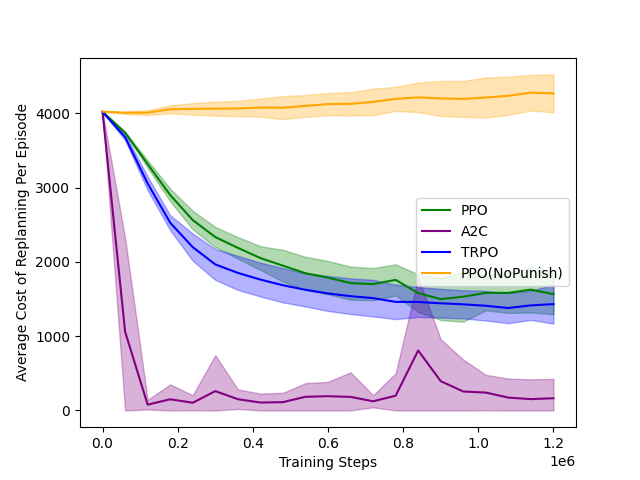 Average Cost of Replanning Per Episode
4000
3000
2000
1000
0
PPO
A2C
TRPO
PPO(NoPunish)
0.0 0.2 0.4 0.6 0.8 1.0 1.2
1e6
Training Steps